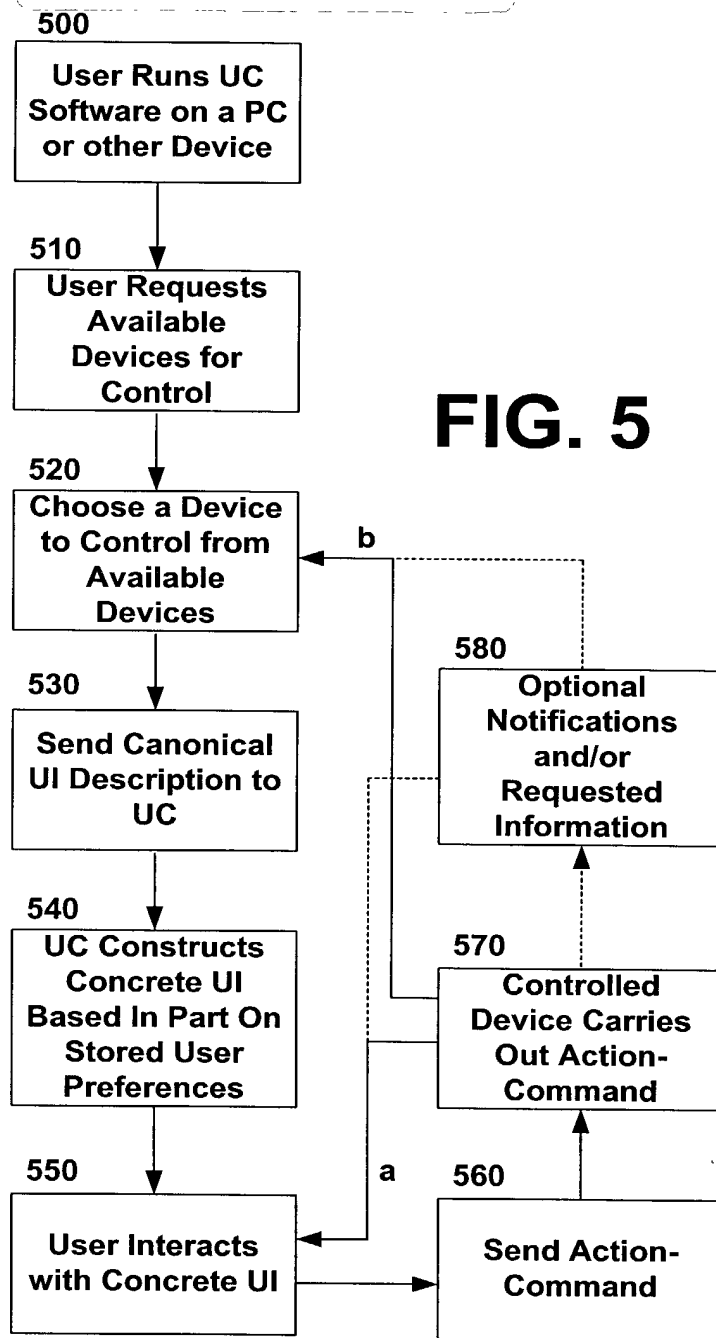 500
User Runs UC
Software on a PC
or other Device
510
User Requests
Available
Devices for
Control
FIG. 5
520
Choose a Device
to Control from
Available
Devices
b
530
Send Canonical
UI Description to
UC
580
Optional
Notifications
and/or
Requested
Information
540
UC Constructs
Concrete UI
Based In Part On
Stored User
Preferences
570
Controlled
Device Carries
Out Action-
Command
550
User Interacts
with Concrete UI
a
560
Send Action-
Command